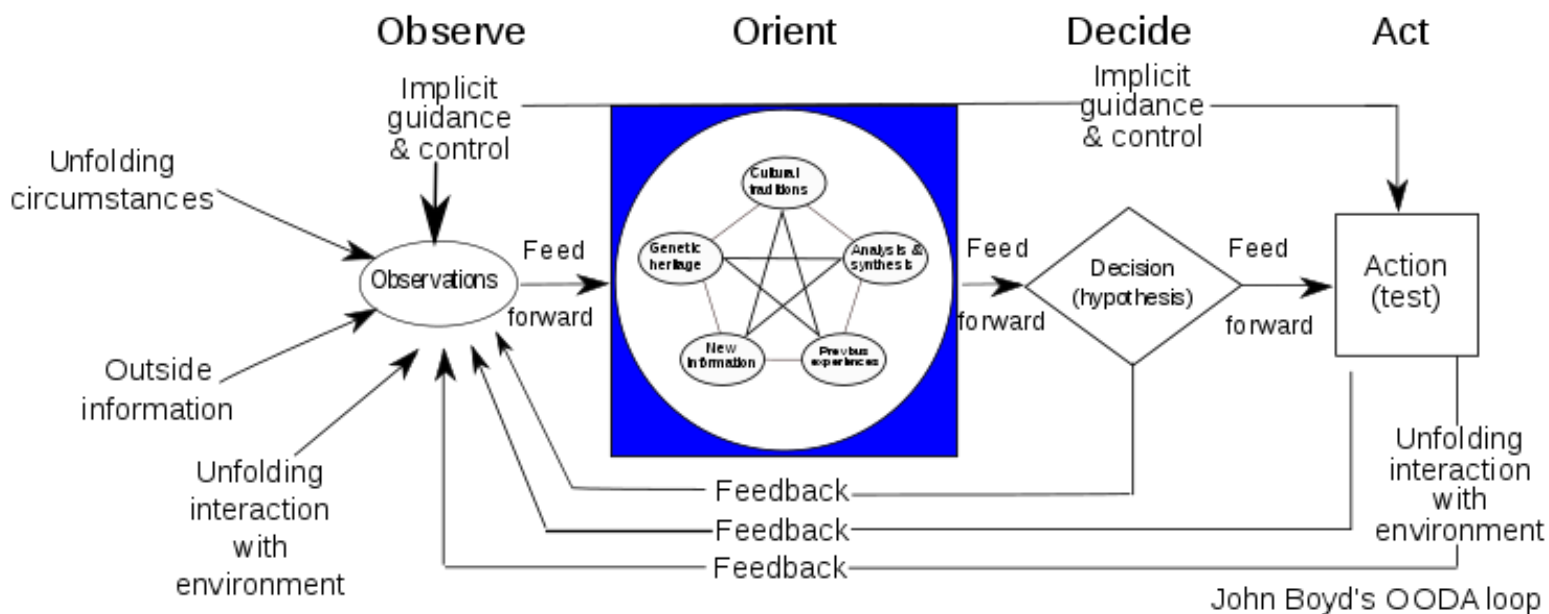 Observe
Orient
Decide
Act
Implicit
guidance
& control
Implicit
guidance
& control
Unfolding
circumstances
Observations
Feed
forward
Cultural
traditions
Genetic
heritage
Analysis &
synthesis
New
Information
Previous
experiences
Feed
forward
Decision
(hypothesis)
Feed
forward
Action
(test)
Outside
information
Unfolding
interaction
with
environment
Unfolding
interaction
with
environment
Feedback
Feedback
Feedback
John Boyd's OODA loop